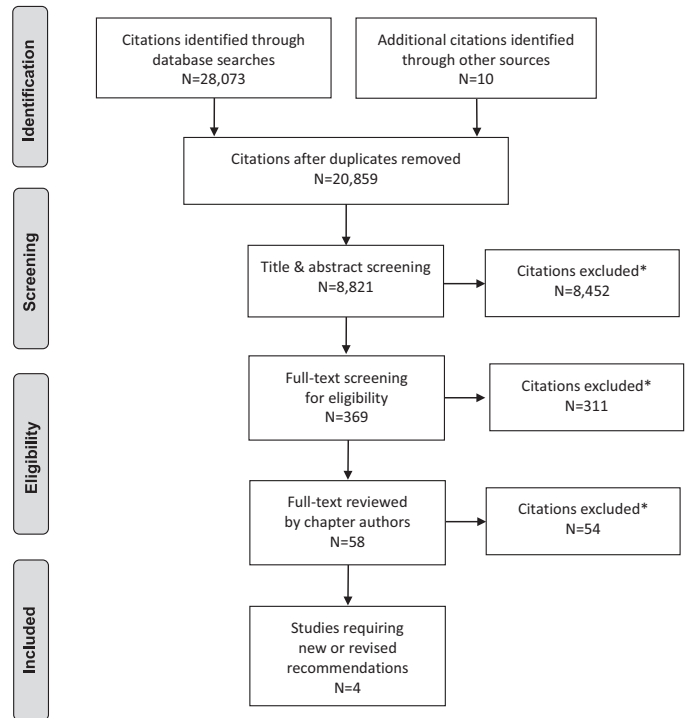 Identification
Citations identified through
database searches
N=28,073
Additional citations identified
through other sources
N=10
Citations after duplicates removed
N=20,859
Screening
Title & abstract screening
N=8,821
Citations excluded*
N=8,452
Eligibility
Full-text screening
for eligibility
N=369
Citations excluded*
N=311
Full-text reviewed
by chapter authors
N=58
Citations excluded*
N=54
Included
Studies requiring
new or revised
recommendations
N=4